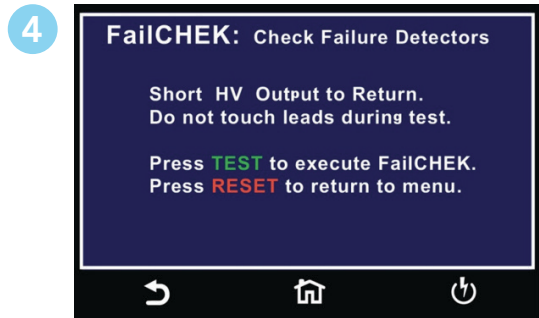 4
FailCHEK: Check Failure Detectors
Short HV Output to Return.
Do not touch leads during test.
Press TEST to execute FailCHEK.
Press RESET to return to menu.